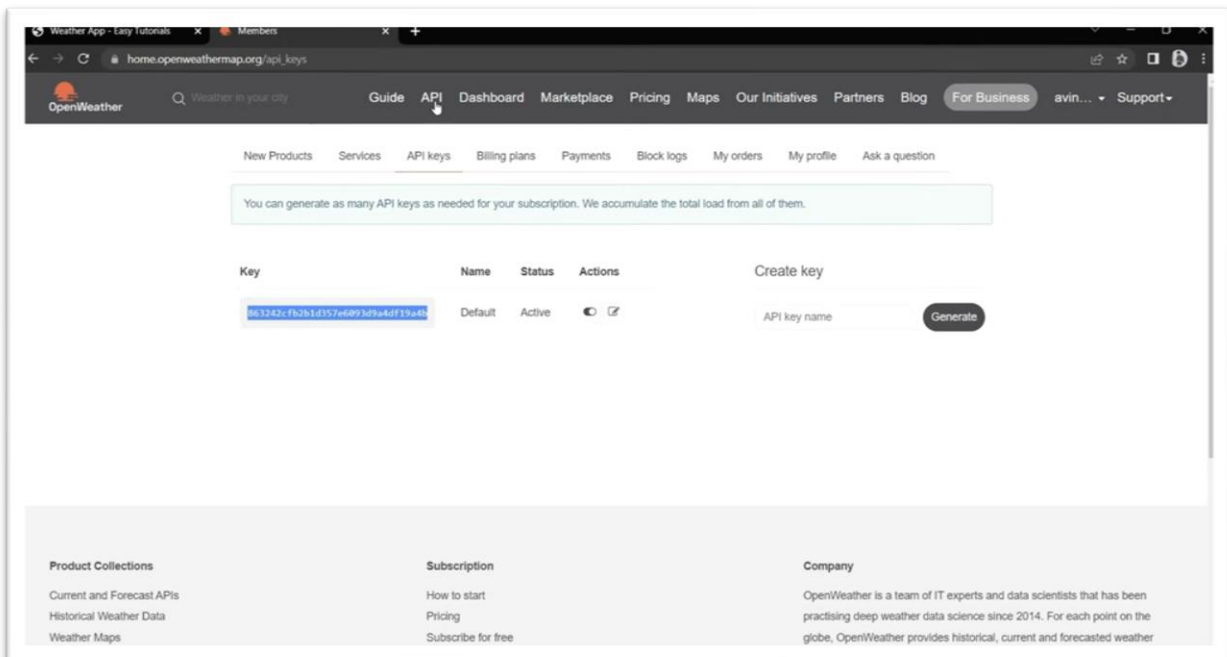 Weather App - Easy Tutorials Members
home.openweathermap.org/api_keys
OpenWeather Weather in your city Guide API Dashboard Marketplace Pricing Maps Our Initiatives Partners Blog For Business avin... Support
New Products Services API keys Billing plans Payments Block logs My orders My profile Ask a question
You can generate as many API keys as needed for your subscription. We accumulate the total load from all of them.
Key Name Status Actions Create key
863242cfb2b1d357e6093d9a4df19a4b Default Active API key name Generate
Product Collections Subscription Company
Current and Forecast APIs How to start OpenWeather is a team of IT experts and data scientists that has been
Historical Weather Data Pricing practising deep weather data science since 2014. For each point on the
Weather Maps Subscribe for free globe, OpenWeather provides historical, current and forecasted weather